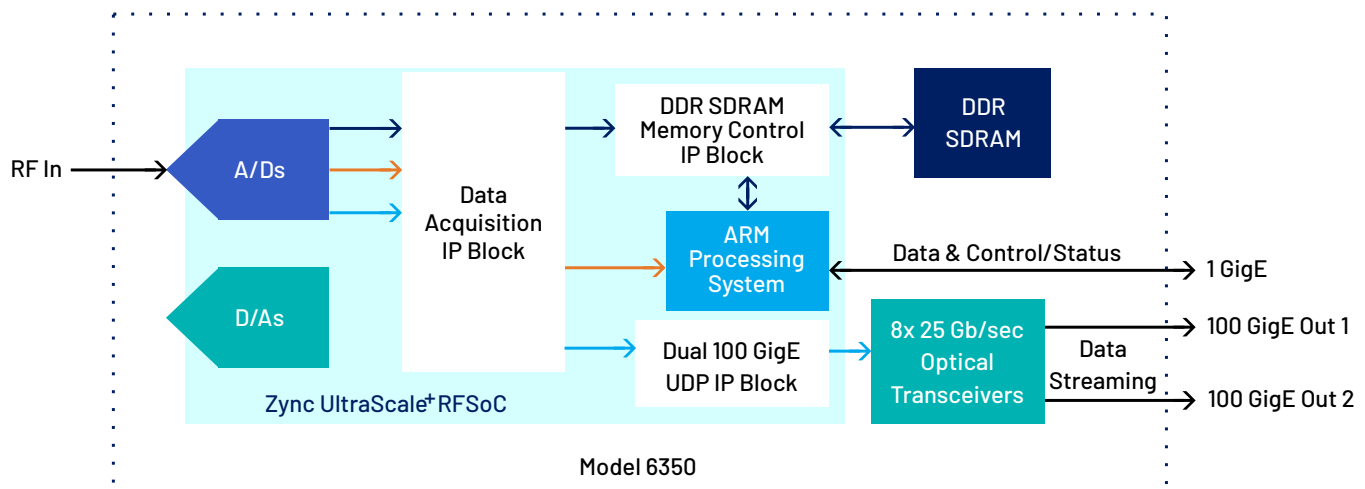 RF In
A/Ds
D/As
Data
Acquisition
IP Block
DDR SDRAM
Memory Control
IP Block
DDR
SDRAM
ARM
Processing
System
Data & Control/Status
1 GigE
Dual 100 GigE
UDP IP Block
8x 25 Gb/sec
Optical
Transceivers
Data
Streaming
100 GigE Out 1
100 GigE Out 2
Zync UltraScale+ RFSoC
Model 6350